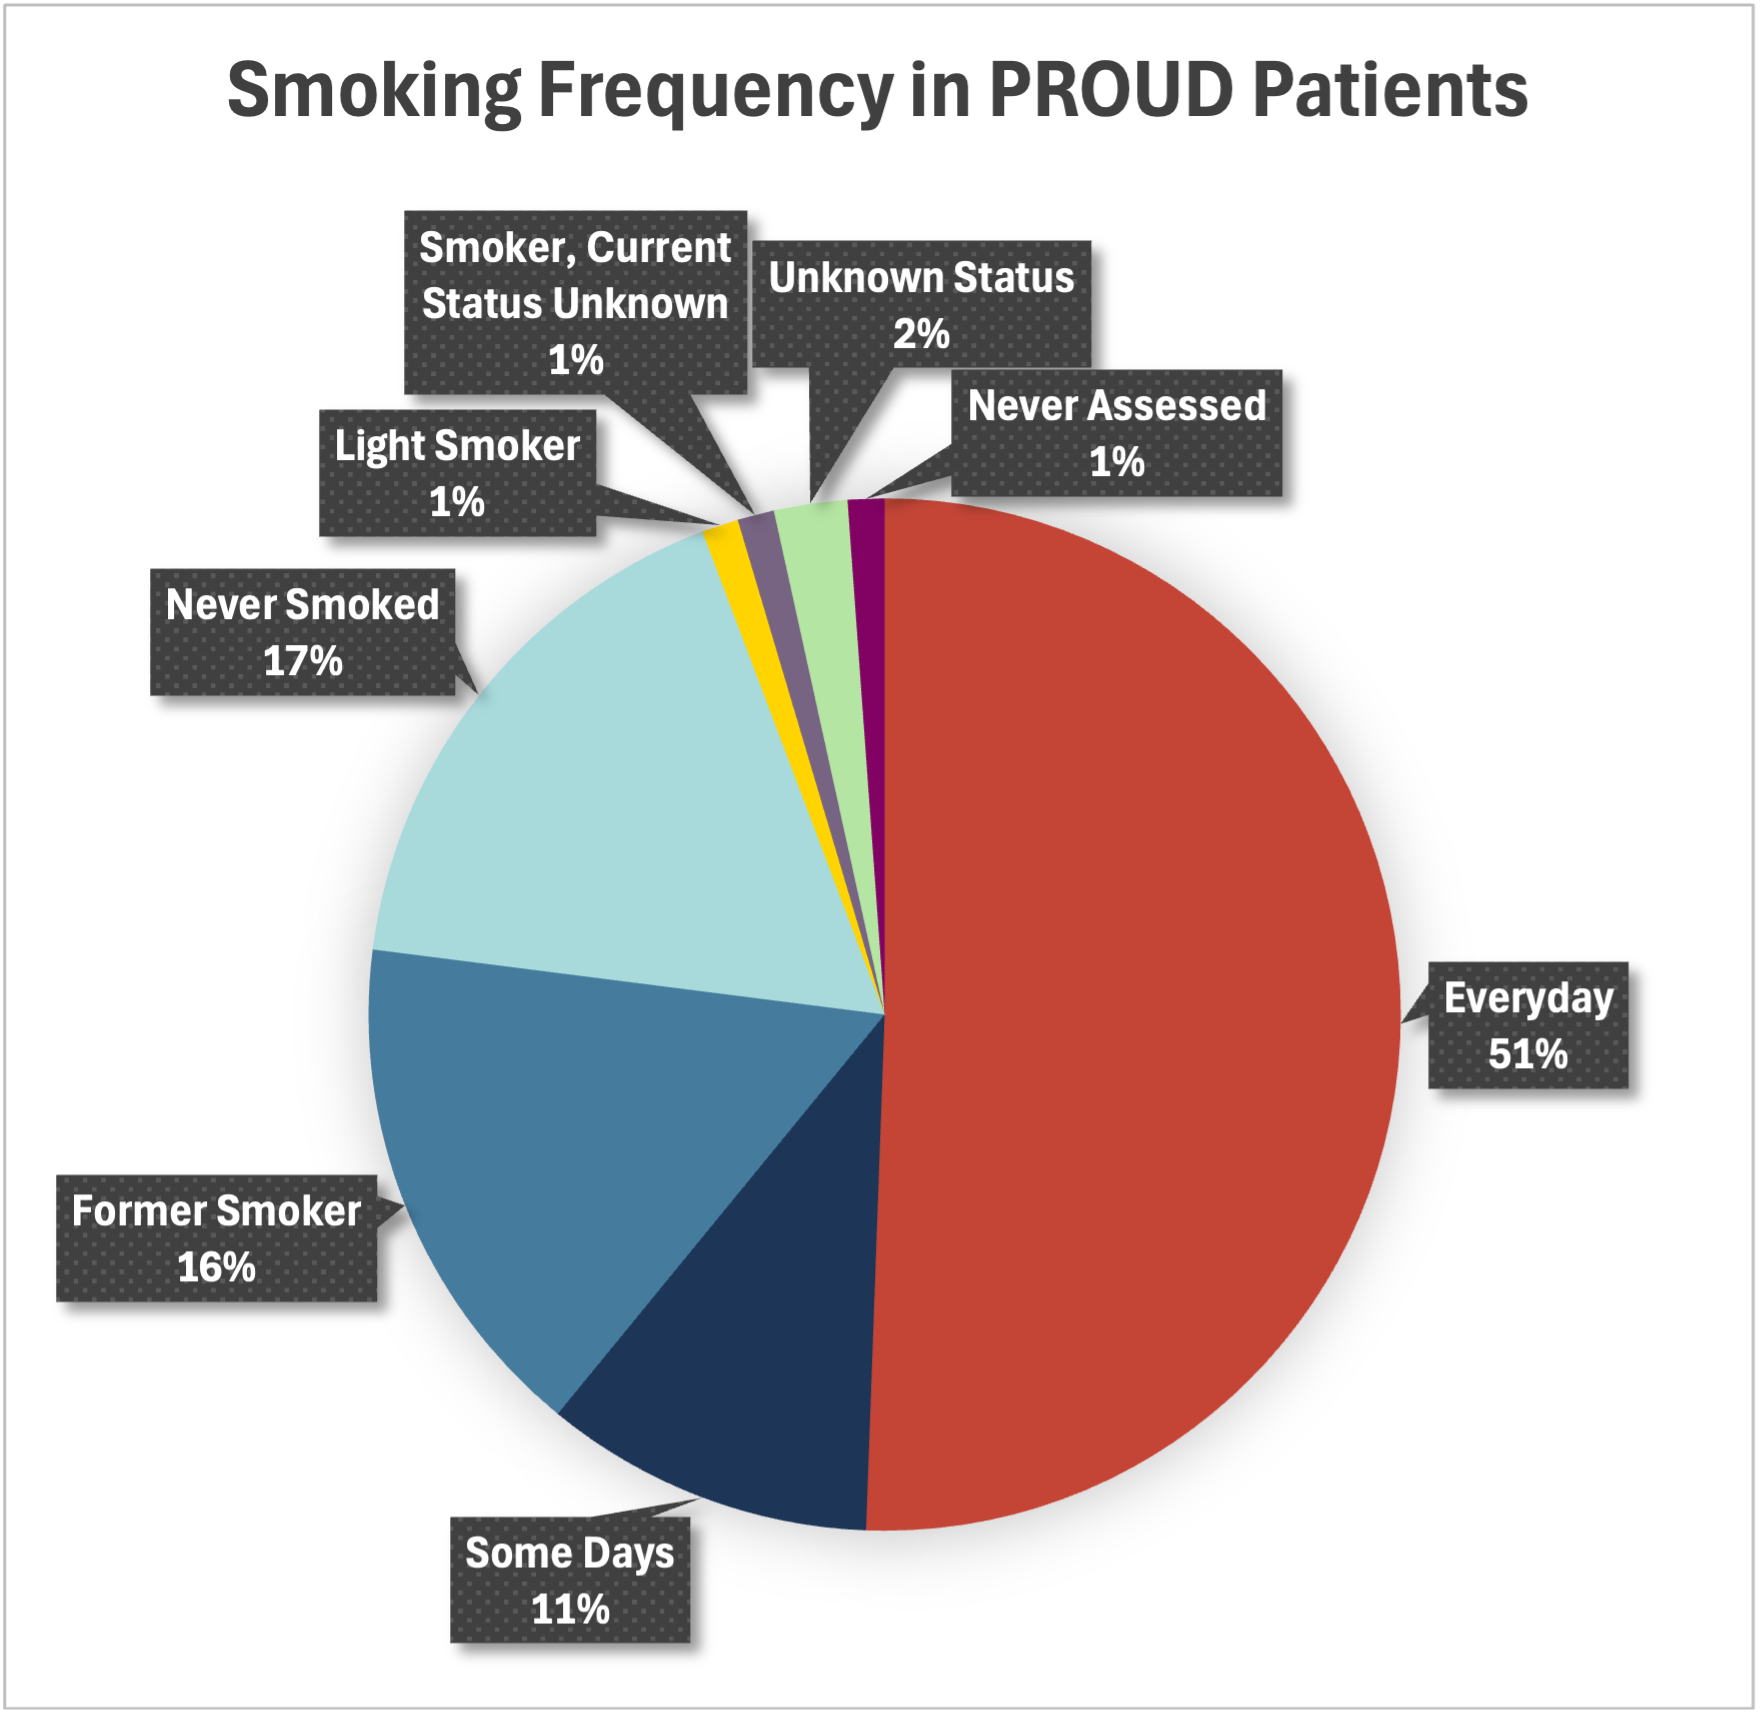 Smoking Frequency in PROUD Patients
Smoker, Current
Status Unknown
1%
Unknown Status
2%
Never Assessed
1%
Light Smoker
1%
Never Smoked
17%
Everyday
51%
Former Smoker
16%
Some Days
11%